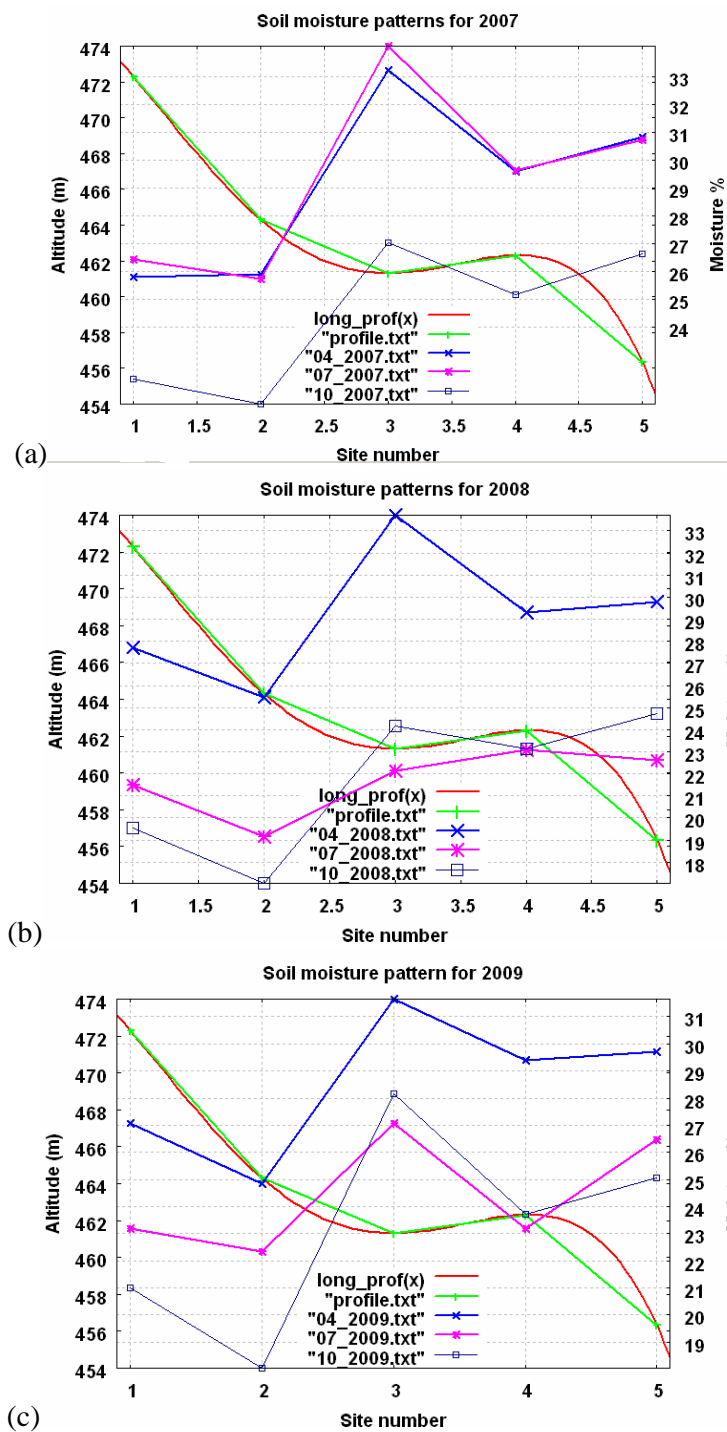 Soil moisture patterns for 2007
474
472
470
468
466
464
462
460
458
456
454
Altitude (m)
33
32
31
30
29
28
27
26
25
24
Moisture %
long_prof(x)
"profile.txt"
"04_2007.txt"
"07_2007.txt"
"10_2007.txt"
1 1.5 2 2.5 3 3.5 4 4.5 5
Site number
(a)
Soil moisture patterns for 2008
474
472
470
468
466
464
462
460
458
456
454
Altitude (m)
33
32
31
30
29
28
27
26
25
24
23
22
21
20
19
18
long_prof(x)
"profile.txt"
"04_2008.txt"
"07_2008.txt"
"10_2008.txt"
1 1.5 2 2.5 3 3.5 4 4.5 5
Site number
(b)
Soil moisture pattern for 2009
474
472
470
468
466
464
462
460
458
456
454
Altitude (m)
31
30
29
28
27
26
25
24
23
22
21
20
19
long_prof(x)
"profile.txt"
"04_2009.txt"
"07_2009.txt"
"10_2009.txt"
1 2 3 4 5
Site number
(c)